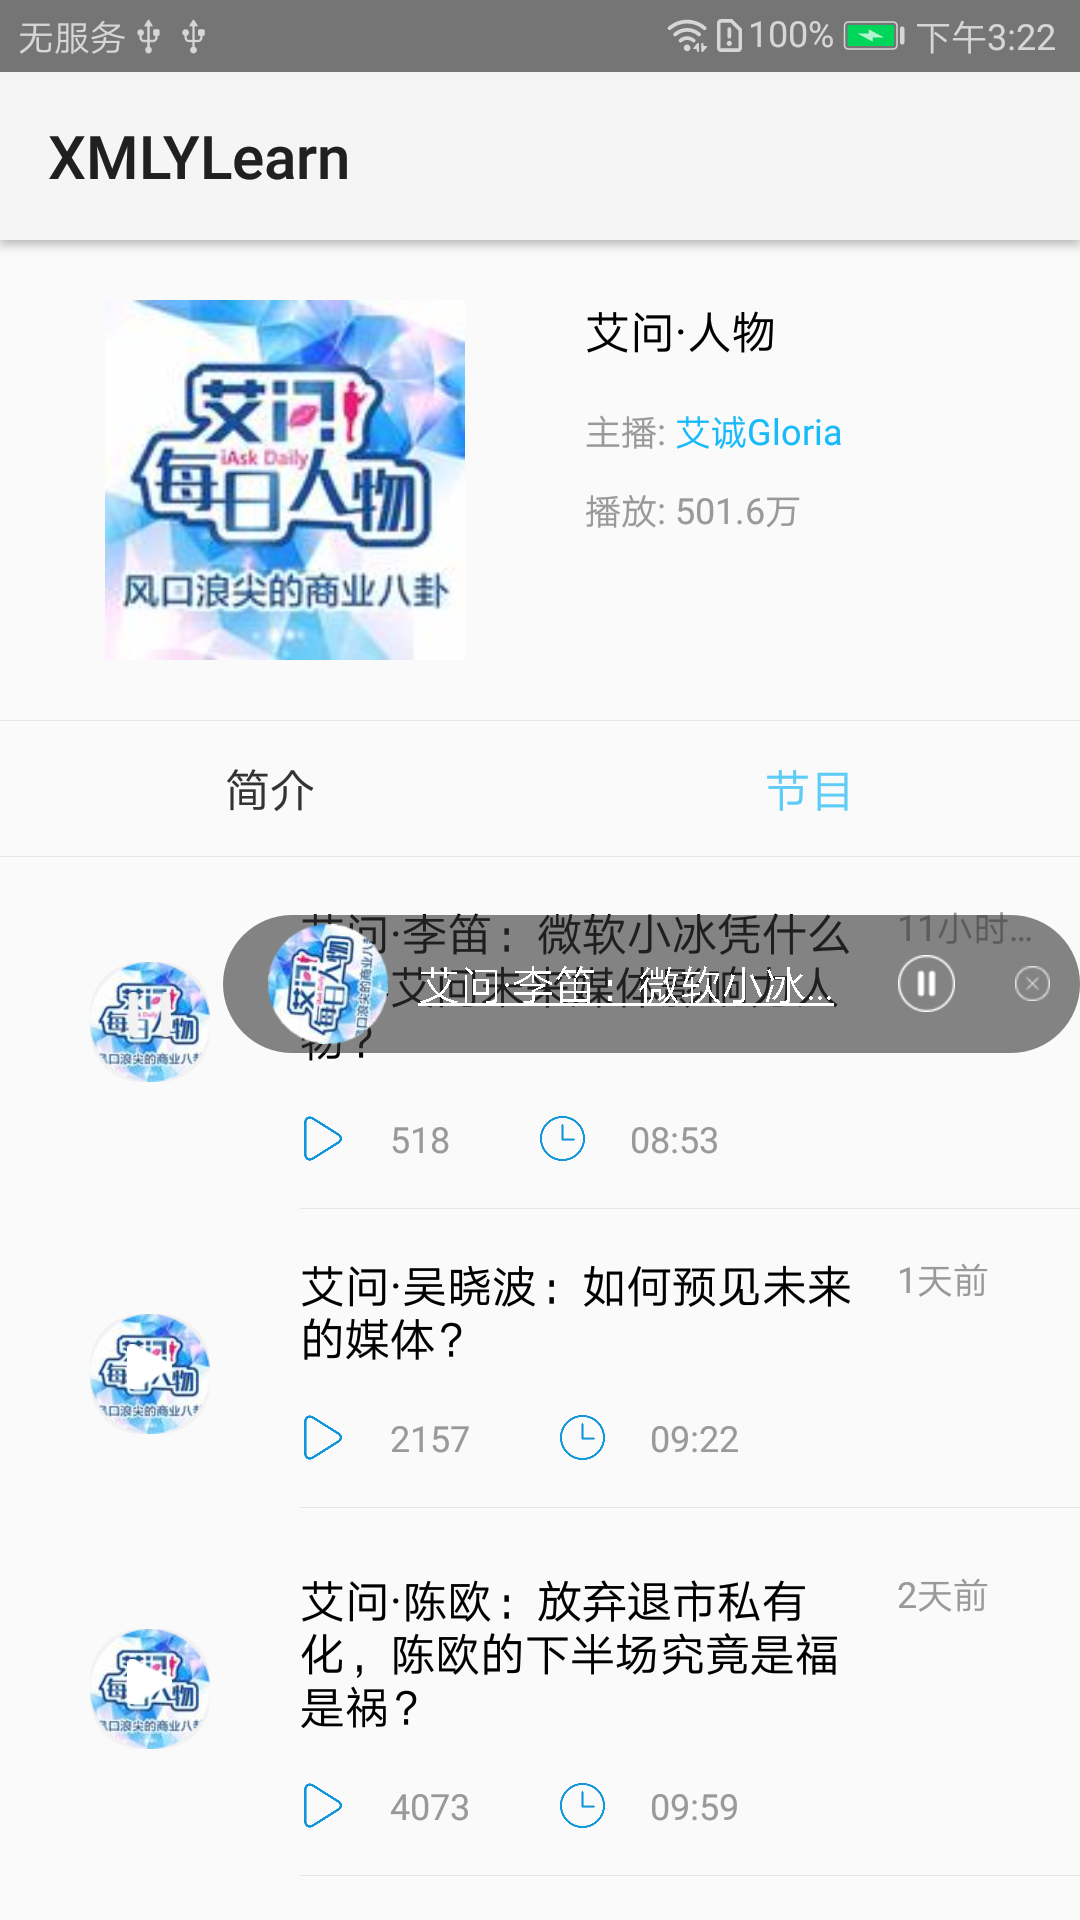 无服务 100% 下午3:22
XMLYLearn
艾问
iAsk Daily
每日人物
风口浪尖的商业八卦
艾问·人物
主播: 艾诚Gloria
播放: 501.6万
简介 节目
艾问·李笛：微软小冰凭什么 11小时...
艾问·李笛：微软小冰...
物？
518 08:53
艾问·吴晓波：如何预见未来 1天前
的媒体？
2157 09:22
艾问·陈欧：放弃退市私有 2天前
化，陈欧的下半场究竟是福
是祸？
4073 09:59